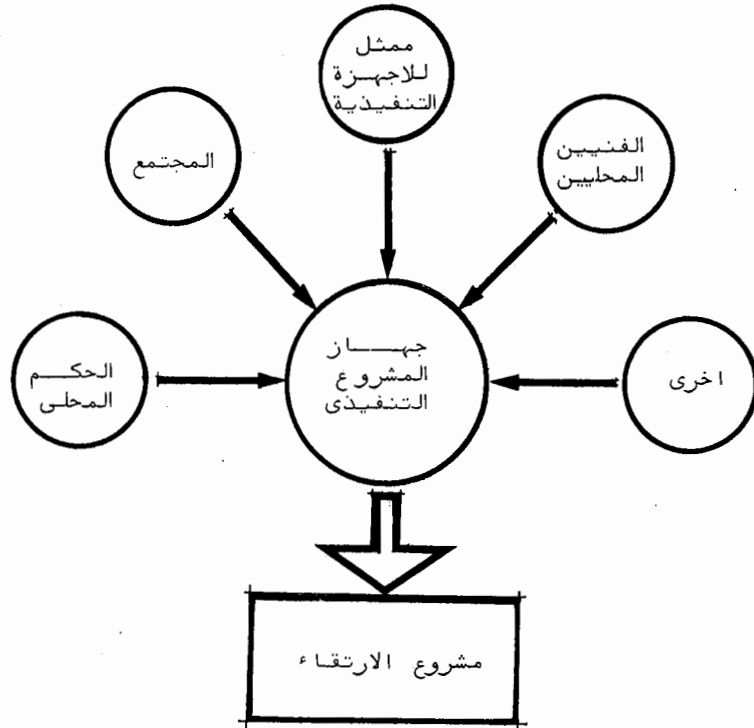 ممثل
للاجهزة
التنفيذية
الفنيين
المحليين
المجتمع
جهاز
المشروع
التنفيذى
اخرى
الحكم
المحلى
مشروع الارتقاء